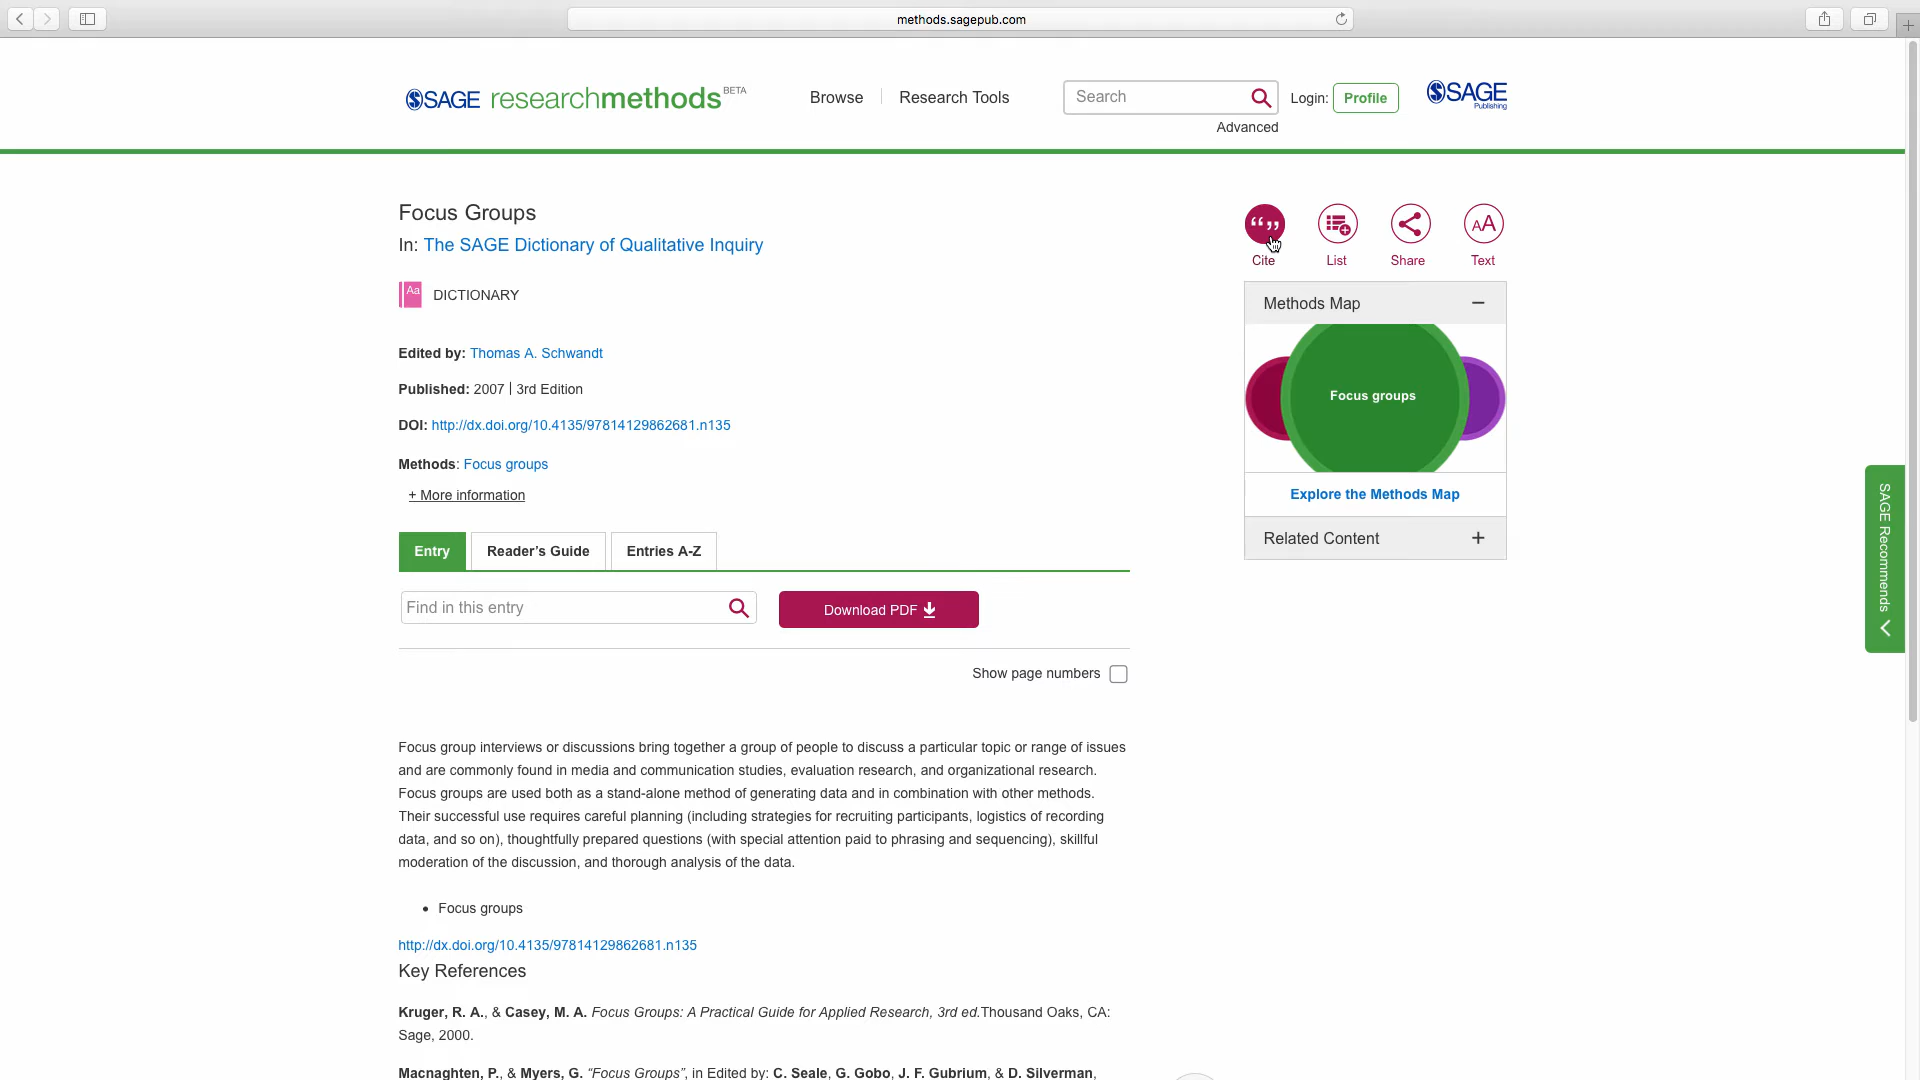 methods.sagepub.com
SAGE researchmethods BETA
Browse
Research Tools
Search
Login: Profile
SAGE Publishing
Advanced
Focus Groups
In: The SAGE Dictionary of Qualitative Inquiry
Aa DICTIONARY
Edited by: Thomas A. Schwandt
Published: 2007 | 3rd Edition
DOI: http://dx.doi.org/10.4135/97814129862681.n135
Methods: Focus groups
+ More information
Entry
Reader's Guide
Entries A-Z
Find in this entry
Download PDF
Show page numbers
Focus group interviews or discussions bring together a group of people to discuss a particular topic or range of issues
and are commonly found in media and communication studies, evaluation research, and organizational research.
Focus groups are used both as a stand-alone method of generating data and in combination with other methods.
Their successful use requires careful planning (including strategies for recruiting participants, logistics of recording
data, and so on), thoughtfully prepared questions (with special attention paid to phrasing and sequencing), skillful
moderation of the discussion, and thorough analysis of the data.
• Focus groups
http://dx.doi.org/10.4135/97814129862681.n135
Key References
Kruger, R. A., & Casey, M. A. Focus Groups: A Practical Guide for Applied Research, 3rd ed.Thousand Oaks, CA:
Sage, 2000.
Macnaghten, P., & Myers, G. “Focus Groups”, in Edited by: C. Seale, G. Gobo, J. F. Gubrium, & D. Silverman,
Cite
List
Share
AA
Text
Methods Map
Focus groups
Explore the Methods Map
Related Content
SAGE Recommends